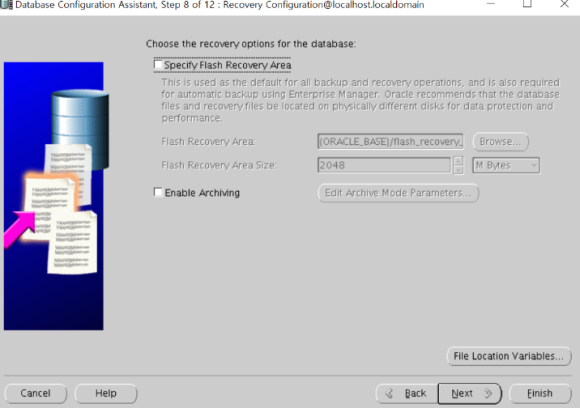 Database Configuration Assistant, Step 8 of 12 : Recovery Configuration@localhost.localdomain
Choose the recovery options for the database:
Specify Flash Recovery Area
This is used as the default for all backup and recovery operations, and is also required
for automatic backup using Enterprise Manager. Oracle recommends that the database
files and recovery files be located on physically different disks for data protection and
performance.
Flash Recovery Area: {ORACLE_BASE}/flash_recovery_ Browse...
Flash Recovery Area Size: 2048 M Bytes
Enable Archiving Edit Archive Mode Parameters...
File Location Variables...
Cancel Help Back Next Finish